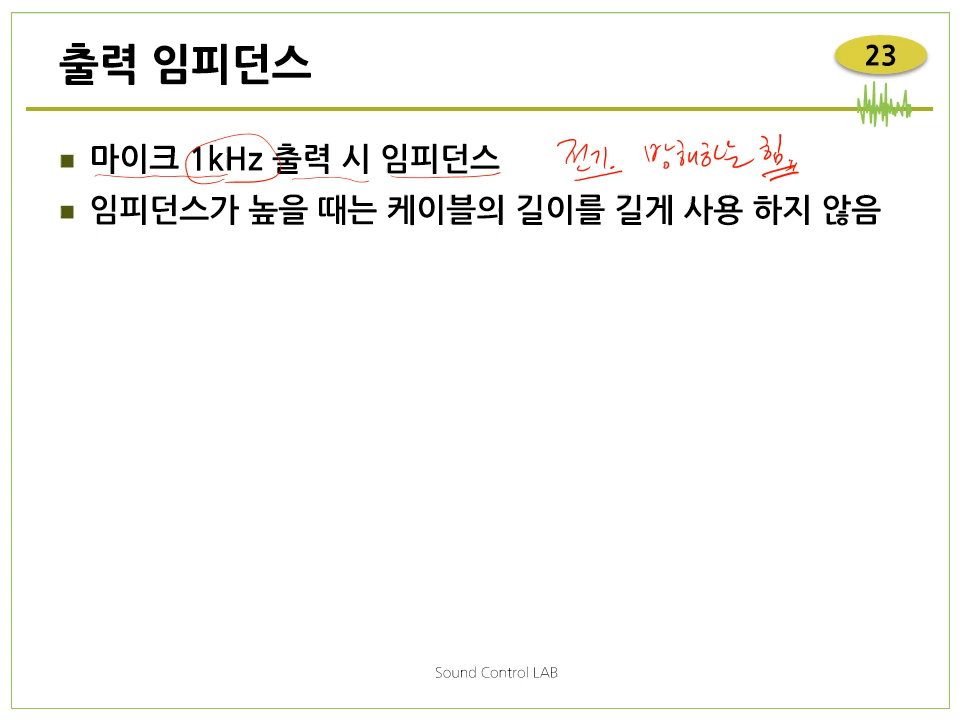 출력 임피던스
23
마이크 1kHz 출력 시 임피던스 전기. 방해하는 힘
임피던스가 높을 때는 케이블의 길이를 길게 사용 하지 않음
Sound Control LAB